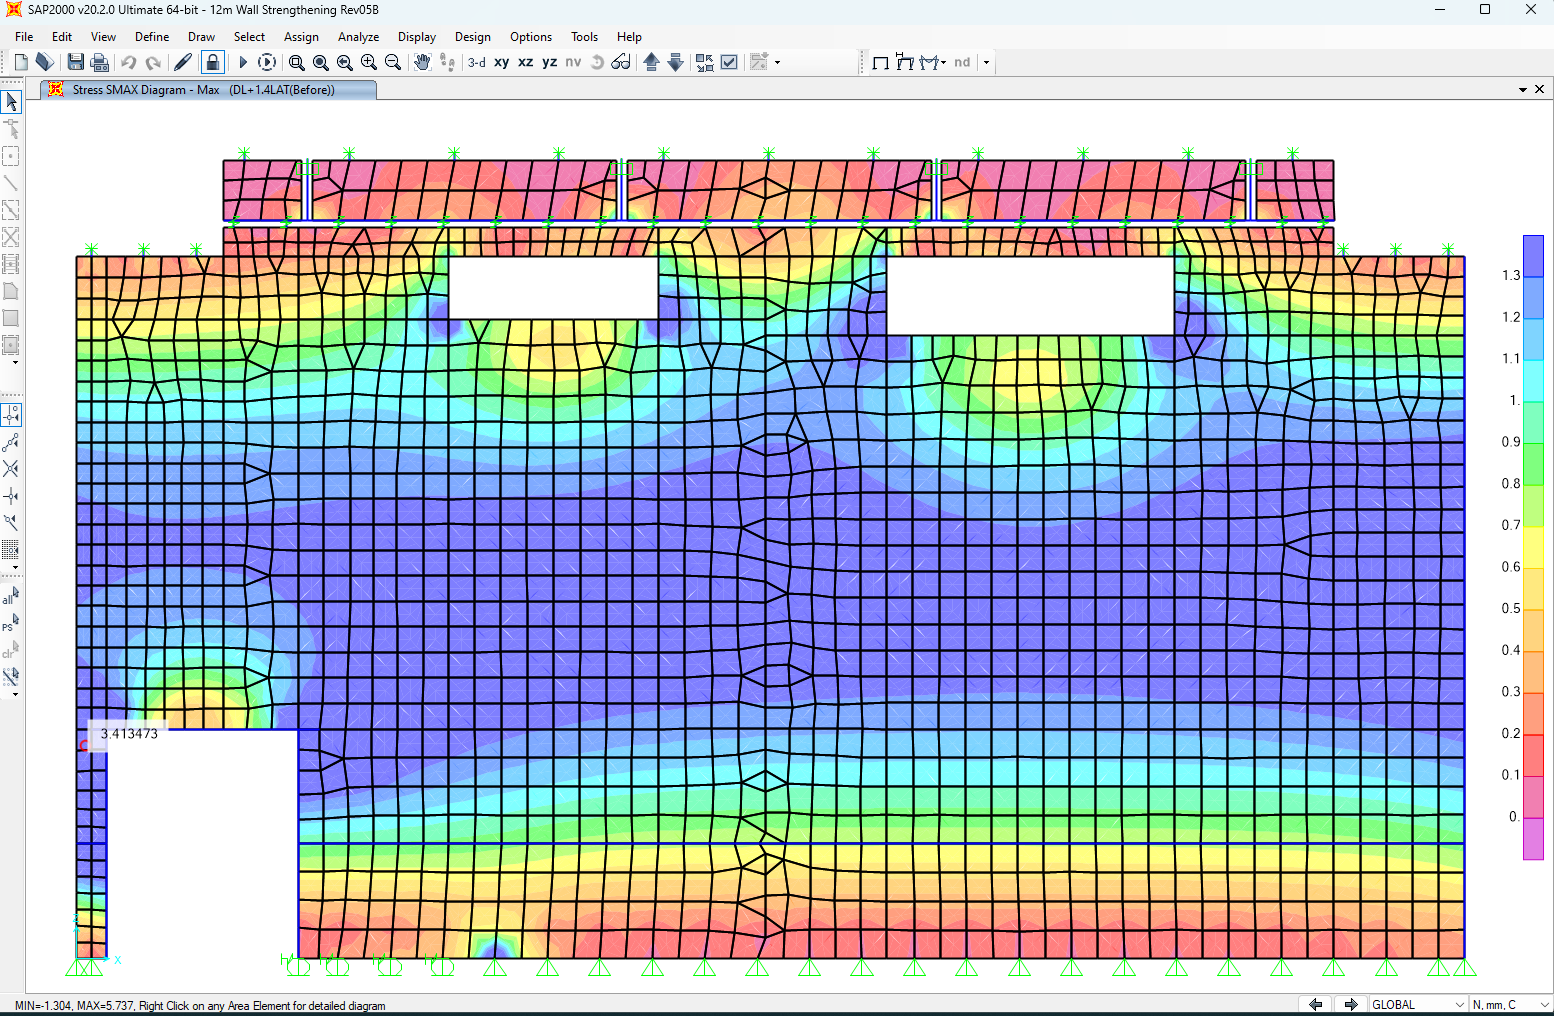 SAP2000 v20.2.0 Ultimate 64-bit - 12m Wall Strengthening Rev05B
File Edit View Define Draw Select Assign Analyze Display Design Options Tools Help
3-d xy xz yz nv nd
Stress SMAX Diagram - Max (DL+1.4LAT(Before))
1.3
1.2
1.1
1.
0.9
0.8
0.7
0.6
0.5
0.4
0.3
0.2
0.1
0.
all
PS
clr
3.413473
Z
X
MIN=-1.304, MAX=5.737, Right Click on any Area Element for detailed diagram
GLOBAL
N, mm, C